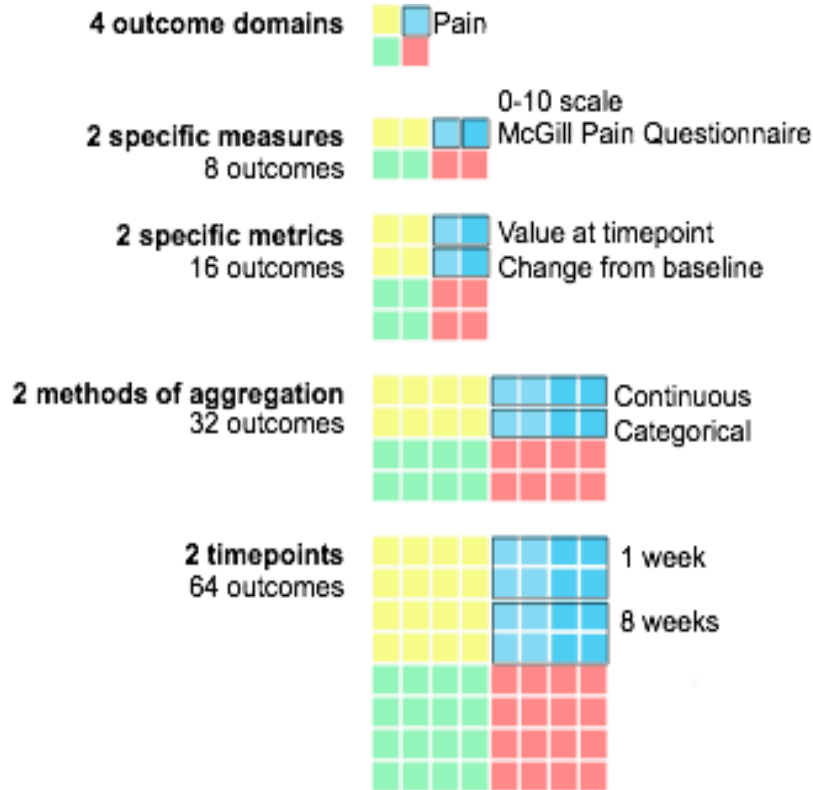 4 outcome domains
Pain
0-10 scale
2 specific measures
McGill Pain Questionnaire
8 outcomes
2 specific metrics
Value at timepoint
16 outcomes
Change from baseline
2 methods of aggregation
Continuous
32 outcomes
Categorical
2 timepoints
1 week
64 outcomes
8 weeks